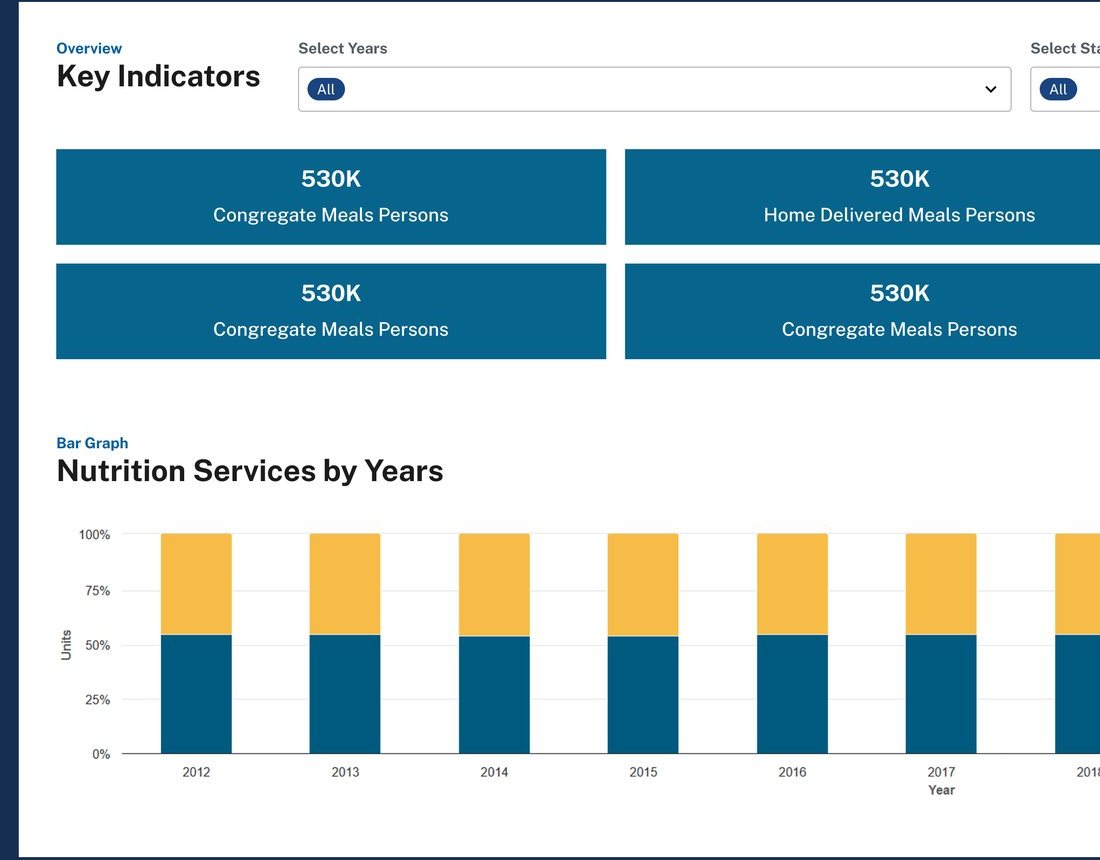 Overview
Key Indicators
Select Years
All
Select Sta
All
530K
Congregate Meals Persons
530K
Home Delivered Meals Persons
530K
Congregate Meals Persons
530K
Congregate Meals Persons
Bar Graph
Nutrition Services by Years
100%
75%
50%
25%
0%
Units
2012
2013
2014
2015
2016
2017
2018
Year